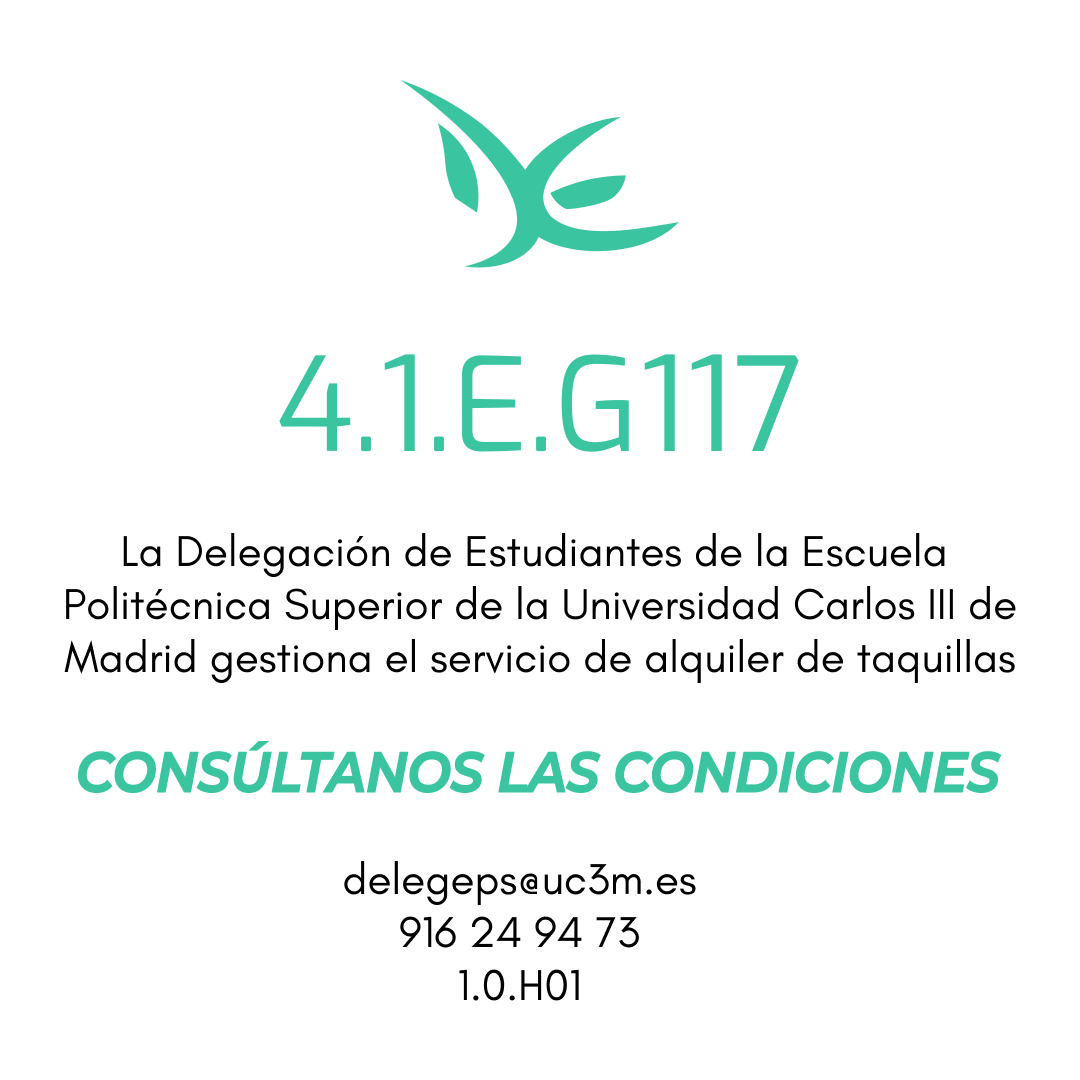 4.1.E.G117
La Delegación de Estudiantes de la Escuela
Politécnica Superior de la Universidad Carlos III de
Madrid gestiona el servicio de alquiler de taquillas
CONSÚLTANOS LAS CONDICIONES
delegeps@uc3m.es
916 24 94 73
1.0.H01